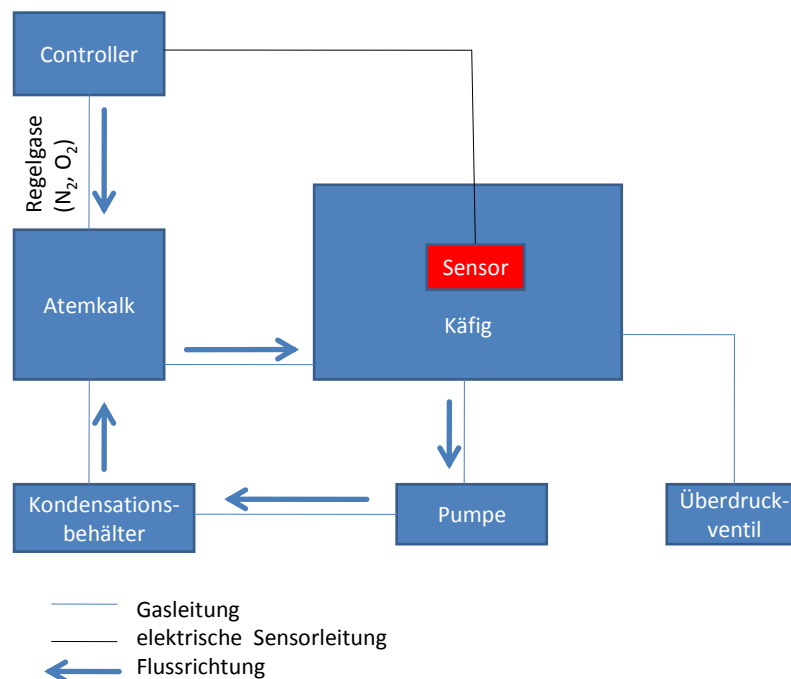 Controller
Regelgase
(N₂, O₂)
Atemkalk
Sensor
Käfig
Kondensations-
behälter
Pumpe
Überdruck-
ventil
Gasleitung
elektrische Sensorleitung
Flussrichtung